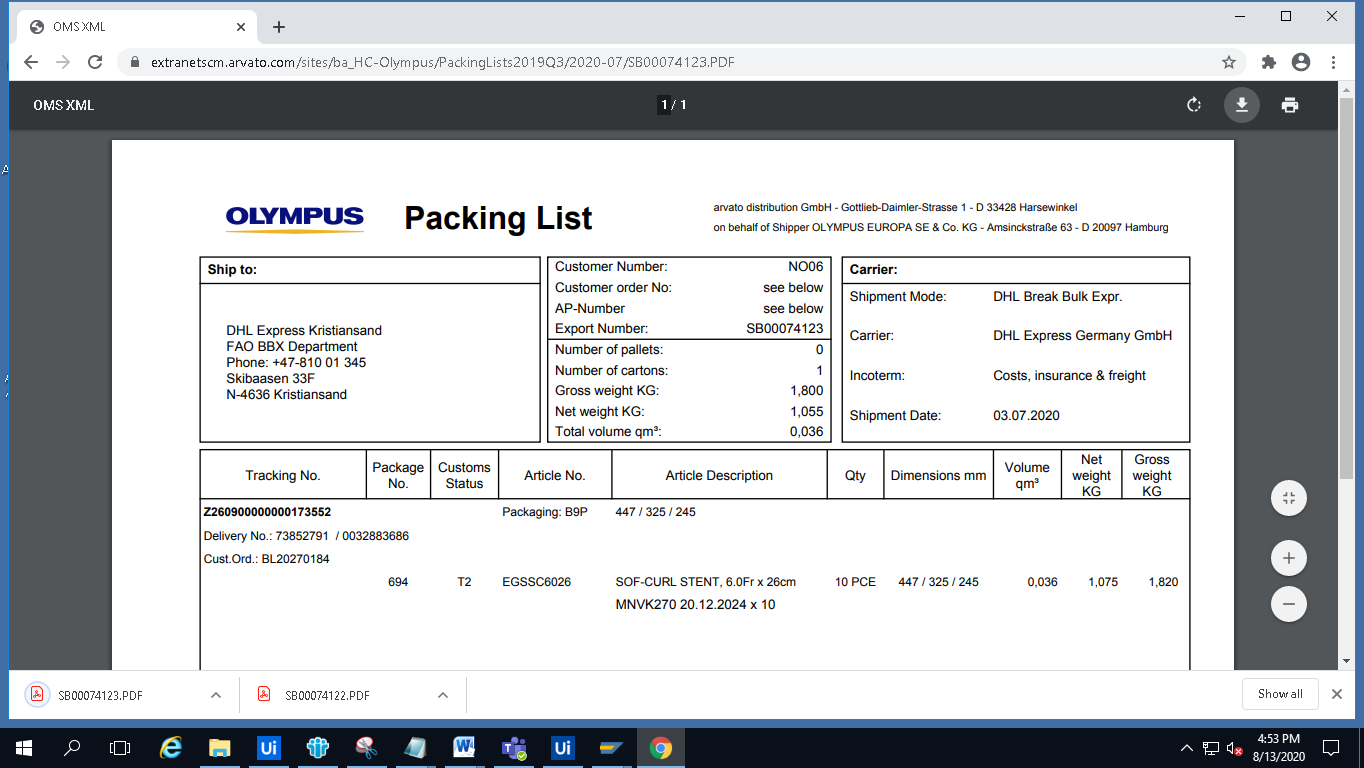 OMS XML
extranetscm.arvato.com/sites/ba_HC-Olympus/PackingLists2019Q3/2020-07/SB00074123.PDF
OMS XML
1 / 1
OLYMPUS
Packing List
arvato distribution GmbH - Gottlieb-Daimler-Strasse 1 - D 33428 Harsewinkel
on behalf of Shipper OLYMPUS EUROPA SE & Co. KG - Amsinckstraße 63 - D 20097 Hamburg
Ship to:
DHL Express Kristiansand
FAO BBX Department
Phone: +47-810 01 345
Skibaasen 33F
N-4636 Kristiansand
Customer Number: NO06
Customer order No: see below
AP-Number see below
Export Number: SB00074123
Number of pallets: 0
Number of cartons: 1
Gross weight KG: 1,800
Net weight KG: 1,055
Total volume qm³: 0,036
Carrier:
Shipment Mode: DHL Break Bulk Expr.
Carrier: DHL Express Germany GmbH
Incoterm: Costs, insurance & freight
Shipment Date: 03.07.2020
Tracking No. Package No. Customs Status Article No. Article Description Qty Dimensions mm Volume qm³ Net weight KG Gross weight KG
Z260900000000173552 Packaging: B9P 447 / 325 / 245
Delivery No.: 73852791 / 0032883686
Cust.Ord.: BL20270184
694 T2 EGSSC6026 SOF-CURL STENT, 6.0Fr x 26cm 10 PCE 447 / 325 / 245 0,036 1,075 1,820
MNVK270 20.12.2024 x 10
SB00074123.PDF
SB00074122.PDF
Show all
Ui
Ui
4:53 PM
8/13/2020